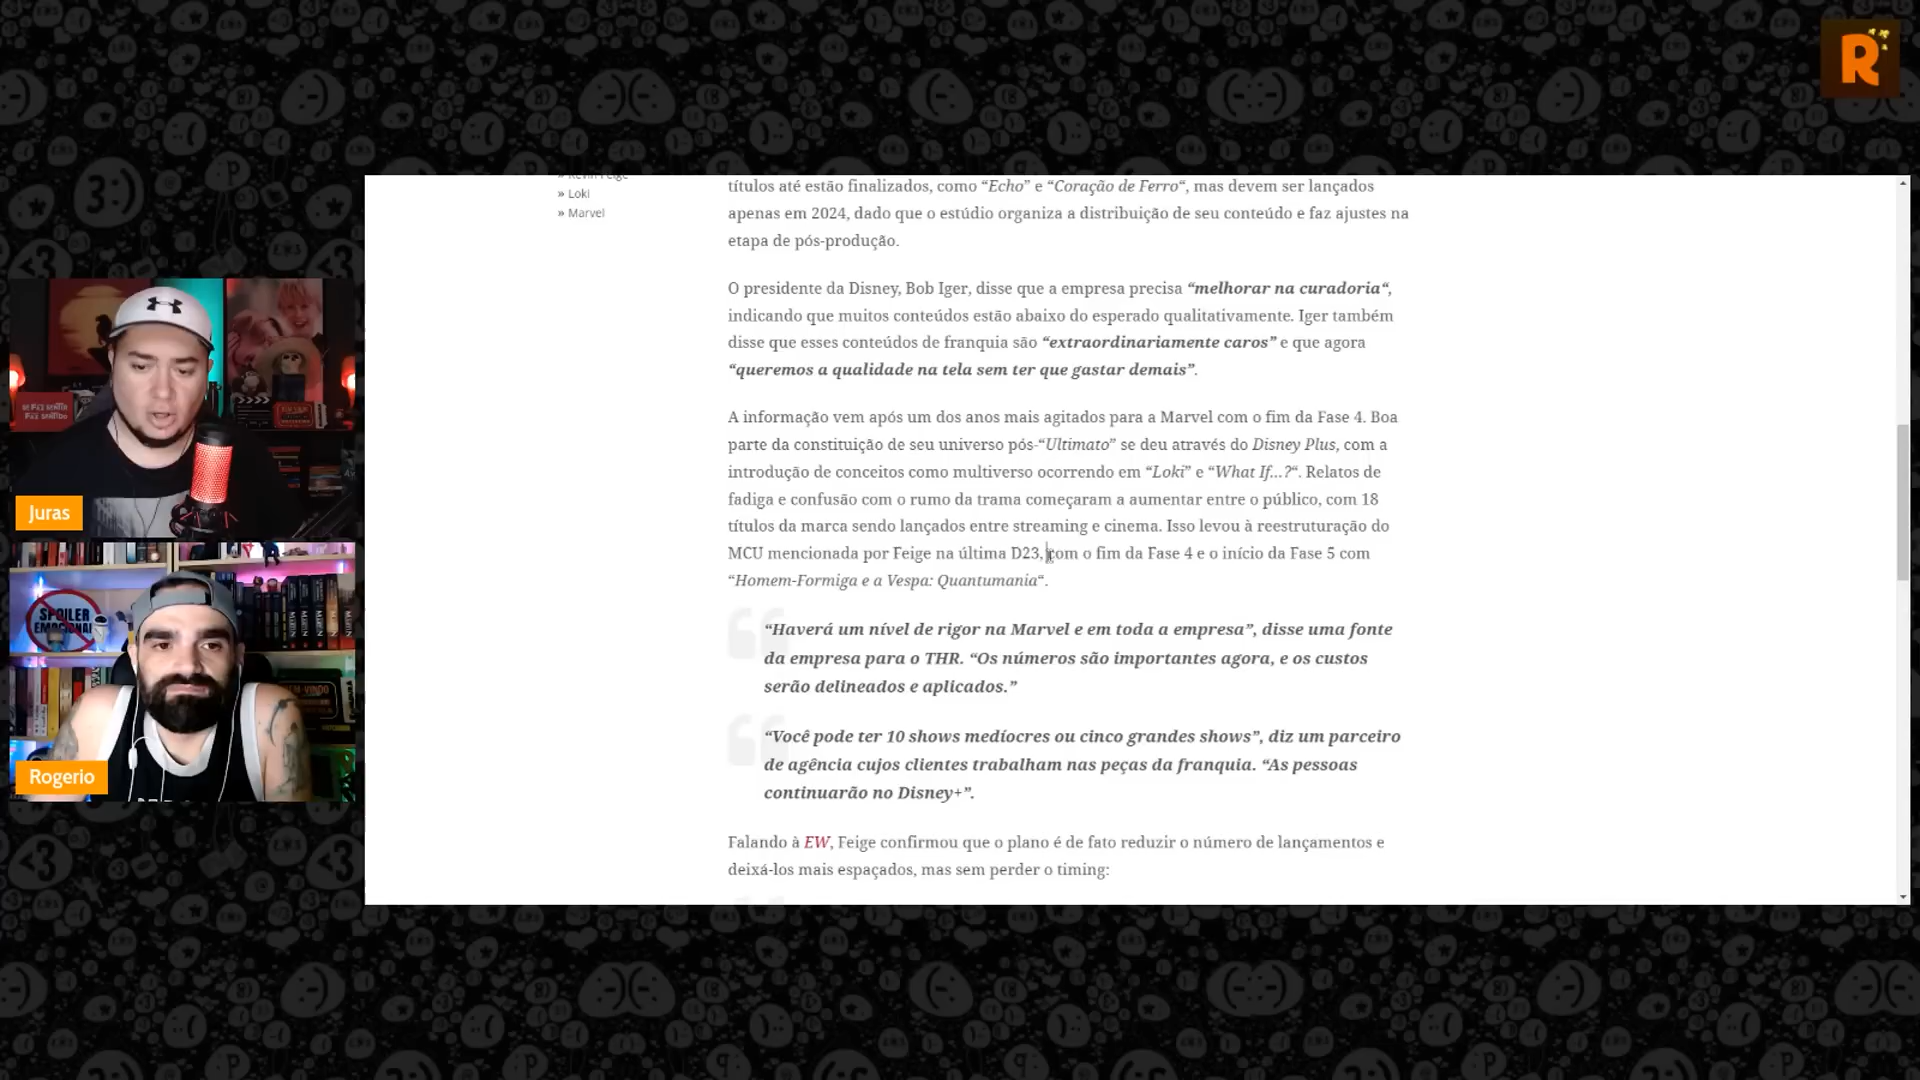 R
» Kevin Feige
» Loki
» Marvel
títulos até estão finalizados, como “Echo” e “Coração de Ferro“, mas devem ser lançados
apenas em 2024, dado que o estúdio organiza a distribuição de seu conteúdo e faz ajustes na
etapa de pós-produção.
O presidente da Disney, Bob Iger, disse que a empresa precisa “melhorar na curadoria“,
indicando que muitos conteúdos estão abaixo do esperado qualitativamente. Iger também
disse que esses conteúdos de franquia são “extraordinariamente caros” e que agora
“queremos a qualidade na tela sem ter que gastar demais”.
A informação vem após um dos anos mais agitados para a Marvel com o fim da Fase 4. Boa
parte da constituição de seu universo pós-“Ultimato” se deu através do Disney Plus, com a
introdução de conceitos como multiverso ocorrendo em “Loki” e “What If...?“. Relatos de
fadiga e confusão com o rumo da trama começaram a aumentar entre o público, com 18
títulos da marca sendo lançados entre streaming e cinema. Isso levou à reestruturação do
MCU mencionada por Feige na última D23, com o fim da Fase 4 e o início da Fase 5 com
“Homem-Formiga e a Vespa: Quantumania“.
“Haverá um nível de rigor na Marvel e em toda a empresa”, disse uma fonte
da empresa para o THR. “Os números são importantes agora, e os custos
serão delineados e aplicados.”
“Você pode ter 10 shows medíocres ou cinco grandes shows”, diz um parceiro
de agência cujos clientes trabalham nas peças da franquia. “As pessoas
continuarão no Disney+”.
Falando à EW, Feige confirmou que o plano é de fato reduzir o número de lançamentos e
deixá-los mais espaçados, mas sem perder o timing:
Juras
SPOILER
EMOCIONAL
Rogerio